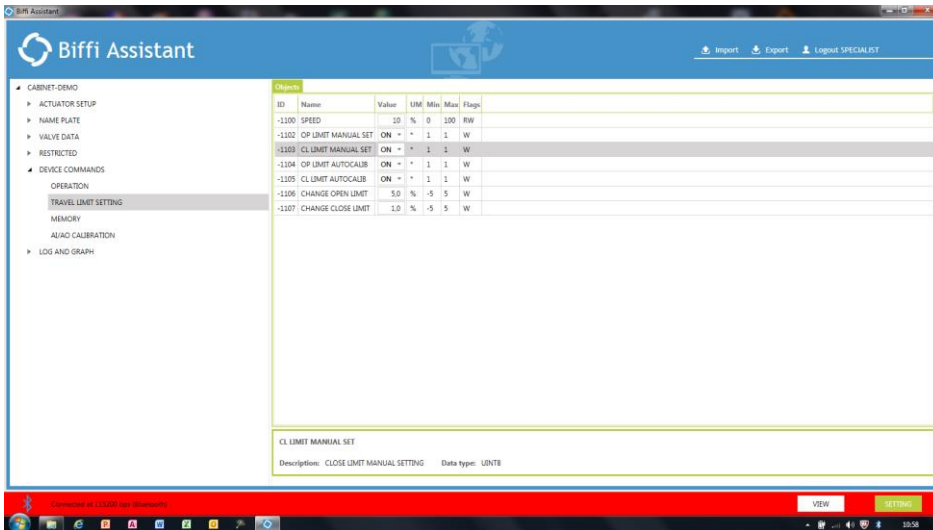 Biffi Assistant
Biffi Assistant
Import Export Logout SPECIALIST
CABINET-DEMO
ACTUATOR SETUP
NAME PLATE
VALVE DATA
RESTRICTED
DEVICE COMMANDS
OPERATION
TRAVEL LIMIT SETTING
MEMORY
AI/AO CALIBRATION
LOG AND GRAPH
Objects
ID Name Value UM Min Max Flags
-1100 SPEED 10 % 0 100 RW
-1102 OP LIMIT MANUAL SET ON * 1 1 W
-1103 CL LIMIT MANUAL SET ON * 1 1 W
-1104 OP LIMIT AUTOCALIB ON * 1 1 W
-1105 CL LIMIT AUTOCALIB ON * 1 1 W
-1106 CHANGE OPEN LIMIT 5,0 % -5 5 W
-1107 CHANGE CLOSE LIMIT 1,0 % -5 5 W
CL LIMIT MANUAL SET
Description: CLOSE LIMIT MANUAL SETTING Data type: UINT8
Connected at 115200 bps (Bluetooth)
VIEW SETTING
10:58